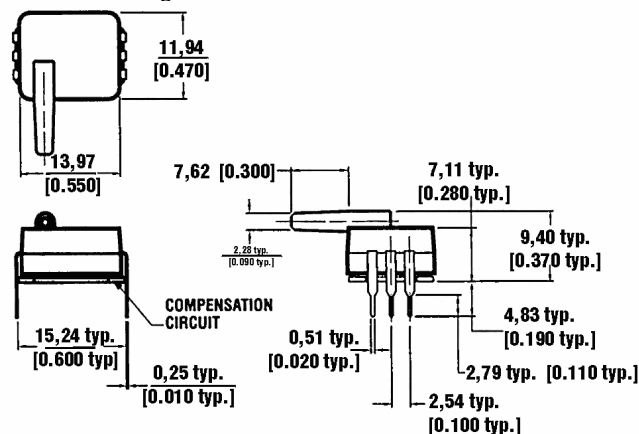 11,94
[0.470]
13,97
[0.550]
7,62 [0.300]
7,11 typ.
[0.280 typ.]
2,28 typ.
[0.090 typ.]
9,40 typ.
[0.370 typ.]
COMPENSATION
CIRCUIT
15,24 typ.
[0.600 typ]
0,25 typ.
[0.010 typ.]
0,51 typ.
[0.020 typ.]
4,83 typ.
[0.190 typ.]
2,79 typ. [0.110 typ.]
2,54 typ.
[0.100 typ.]